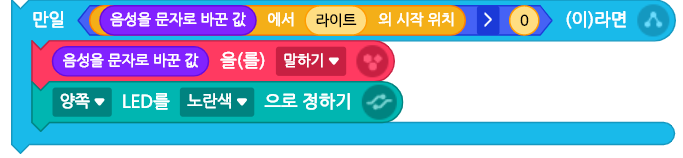 만일 음성을 문자로 바꾼 값 에서 라이트 의 시작 위치 > 0 (이)라면
음성을 문자로 바꾼 값 을(를) 말하기▼
양쪽▼ LED를 노란색▼ 으로 정하기